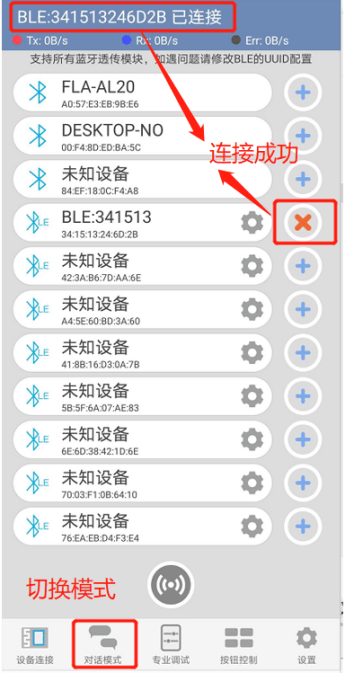 BLE:341513246D2B 已连接
Tx: 0B/s Rx: 0B/s Err: 0B/s
支持所有蓝牙透传模块，如遇问题请修改BLE的UUID配置
FLA-AL20
A0:57:E3:EB:9B:E6
DESKTOP-NO
00:F4:8D:ED:BA:5C
连接成功
未知设备
84:EF:18:0C:F4:A8
LE BLE:341513
34:15:13:24:6D:2B
LE 未知设备
42:3A:B6:7D:AA:6E
LE 未知设备
A4:5E:60:BD:3A:60
LE 未知设备
41:8B:16:D3:0A:7B
LE 未知设备
5B:5F:6A:07:AE:83
LE 未知设备
6E:6D:38:42:1D:6E
LE 未知设备
70:03:F1:0B:64:10
LE 未知设备
76:EA:EB:D4:F3:E4
切换模式
设备连接 对话模式 专业调试 按钮控制 设置